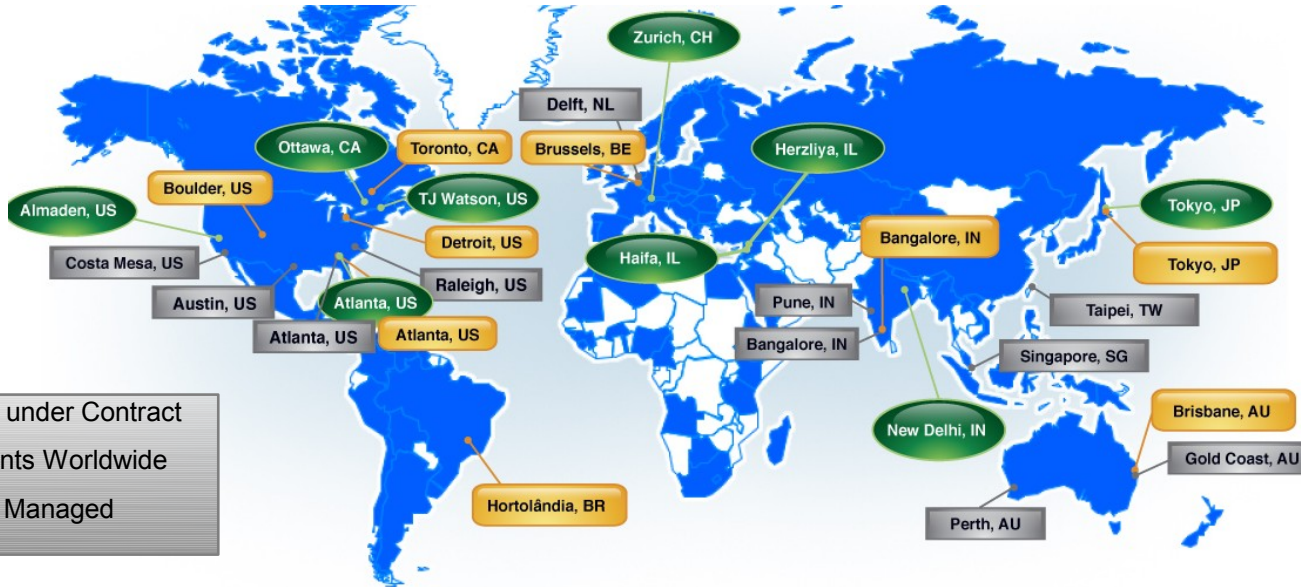 Zurich, CH
Delft, NL
Ottawa, CA
Toronto, CA
Brussels, BE
Herzliya, IL
Boulder, US
TJ Watson, US
Almaden, US
Tokyo, JP
Detroit, US
Bangalore, IN
Costa Mesa, US
Haifa, IL
Tokyo, JP
Raleigh, US
Austin, US
Atlanta, US
Pune, IN
Taipei, TW
Atlanta, US
Atlanta, US
Bangalore, IN
Singapore, SG
under Contract
nts Worldwide
Managed
New Delhi, IN
Brisbane, AU
Gold Coast, AU
Hortolândia, BR
Perth, AU